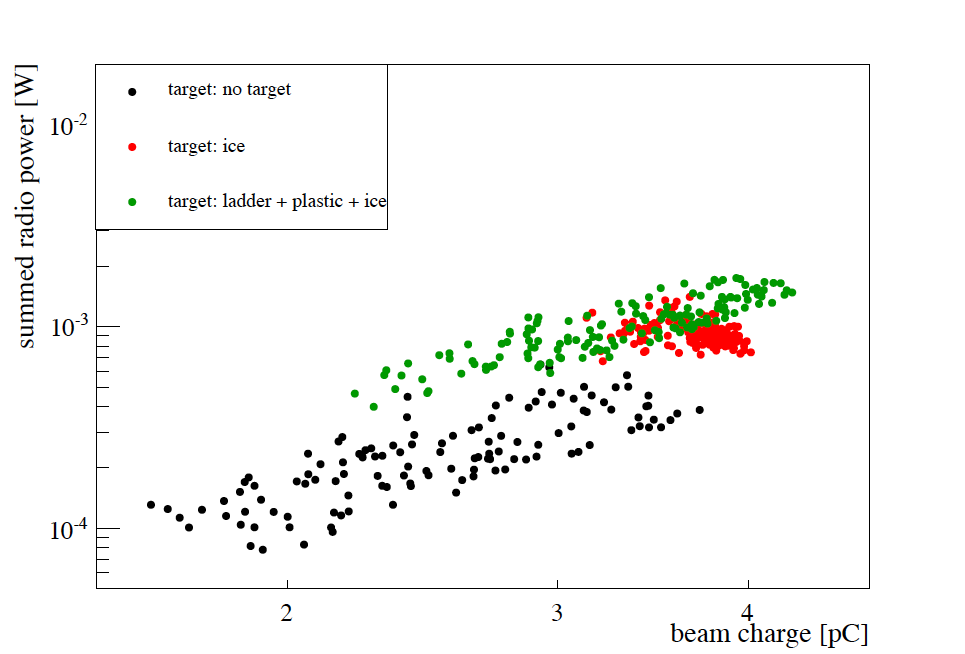 summed radio power [W]
target: no target
target: ice
target: ladder + plastic + ice
10-2
10-3
10-4
2
3
4
beam charge [pC]